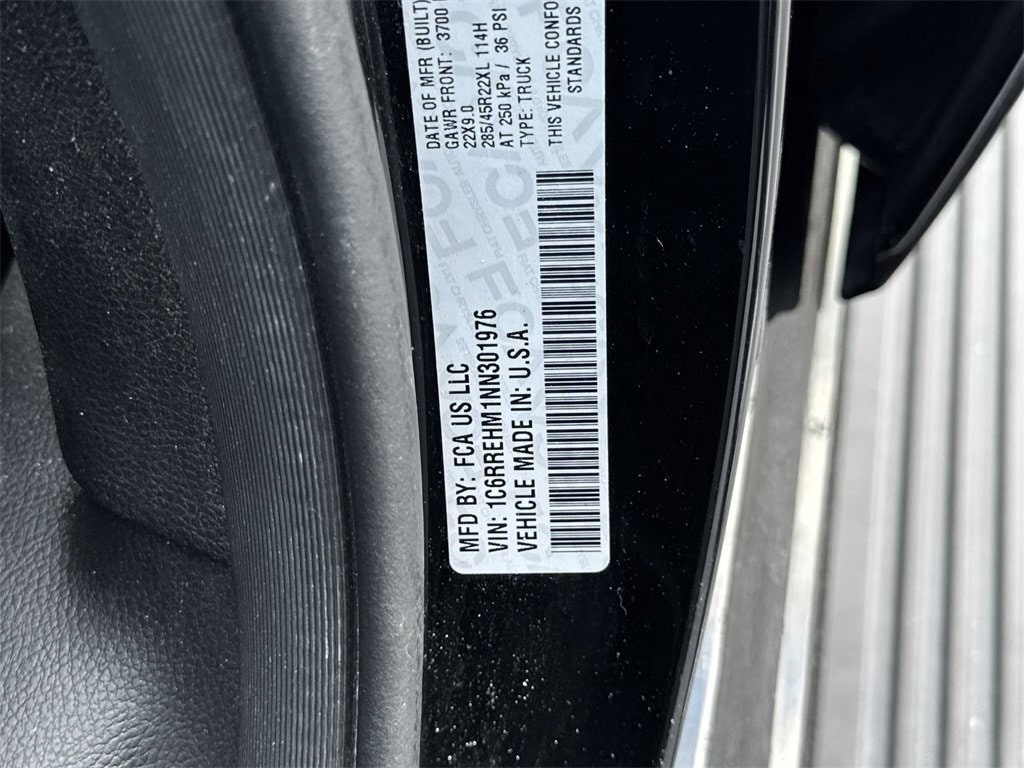 DATE OF MFR (BUILT)
GAWR FRONT: 3700
22X9.0
285/45R22XL 114H
AT 250 kPa / 36 PSI
TYPE: TRUCK
THIS VEHICLE CONFO
STANDARDS
MFD BY: FCA US LLC
VIN: 1C6RREHM1NN301976
VEHICLE MADE IN: U.S.A.